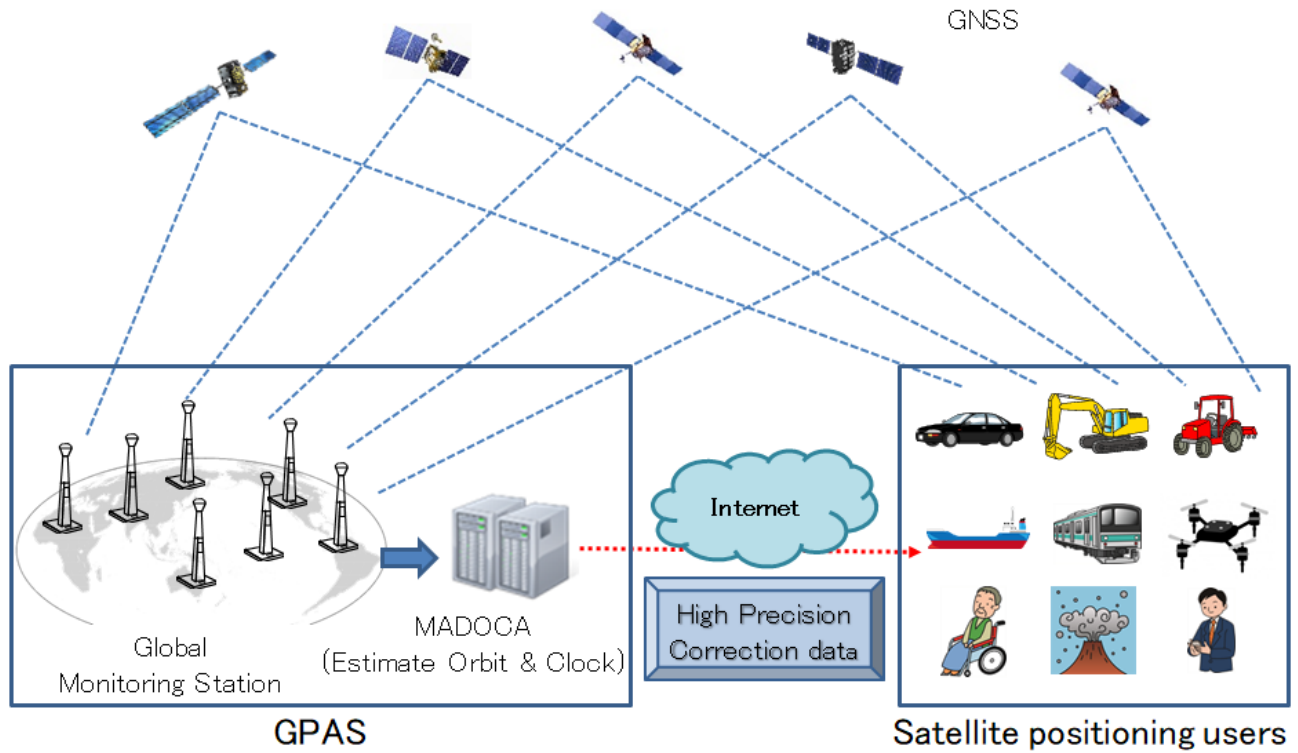 GNSS
Internet
High Precision
Correction data
MADOCA
(Estimate Orbit & Clock)
Global
Monitoring Station
GPAS
Satellite positioning users